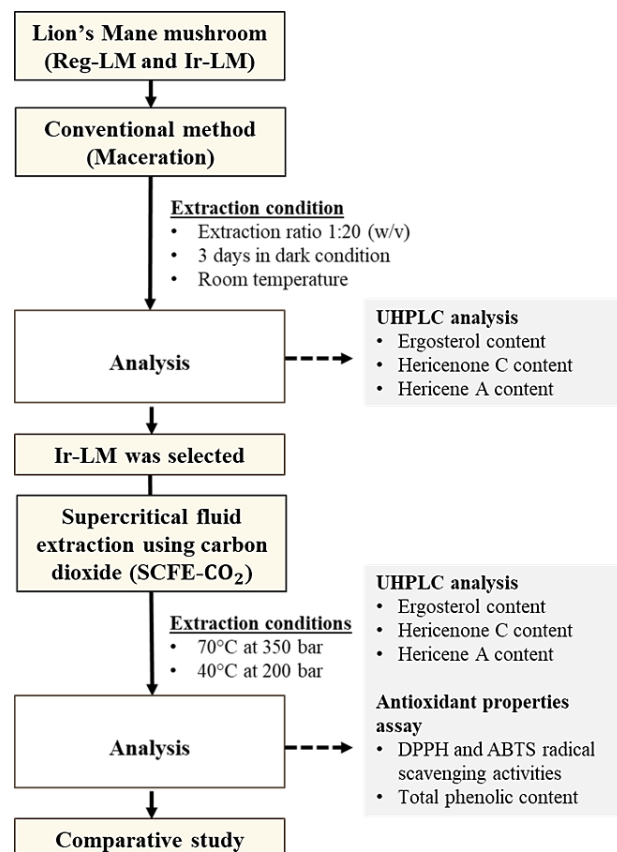 Lion's Mane mushroom
(Reg-LM and Ir-LM)
Conventional method
(Maceration)
Extraction condition
• Extraction ratio 1:20 (w/v)
• 3 days in dark condition
• Room temperature
Analysis
UHPLC analysis
• Ergosterol content
• Hericenone C content
• Hericene A content
Ir-LM was selected
Supercritical fluid
extraction using carbon
dioxide (SCFE-CO₂)
Extraction conditions
• 70°C at 350 bar
• 40°C at 200 bar
Analysis
UHPLC analysis
• Ergosterol content
• Hericenone C content
• Hericene A content
Antioxidant properties
assay
• DPPH and ABTS radical
scavenging activities
• Total phenolic content
Comparative study